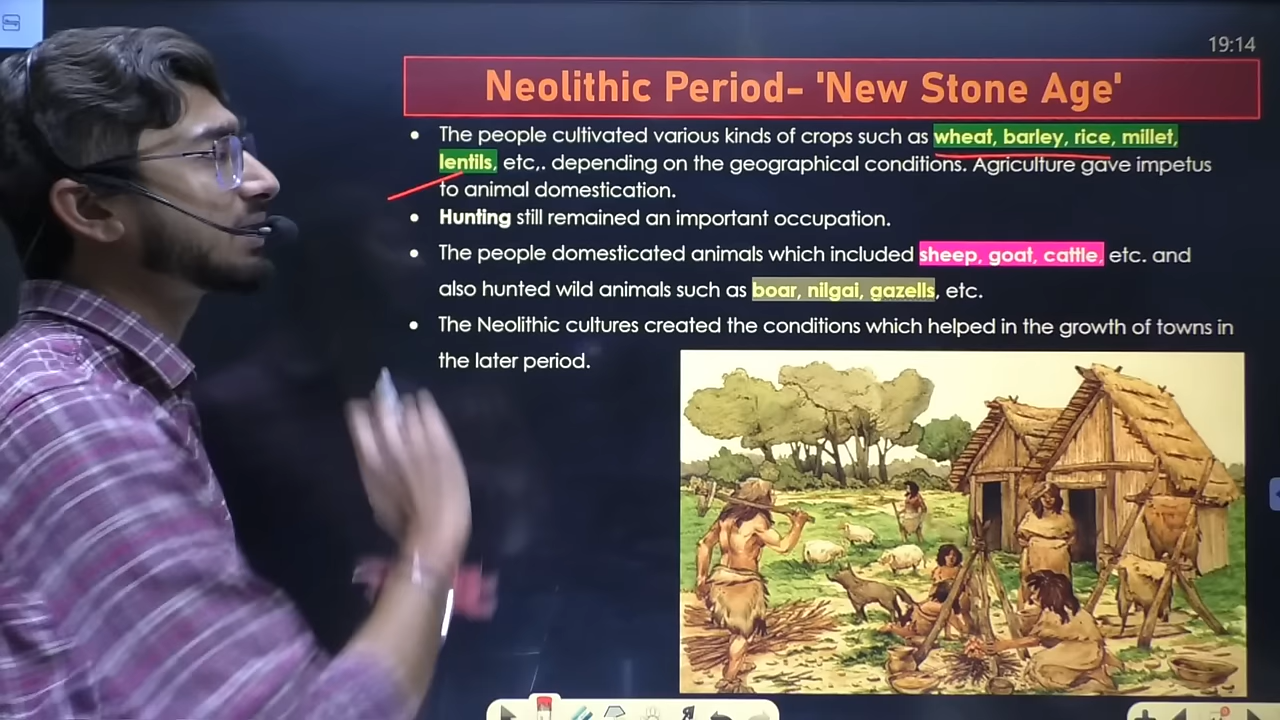 19:14
Neolithic Period- 'New Stone Age'
• The people cultivated various kinds of crops such as wheat, barley, rice, millet,
lentils, etc,. depending on the geographical conditions. Agriculture gave impetus
to animal domestication.
• Hunting still remained an important occupation.
• The people domesticated animals which included sheep, goat, cattle, etc. and
also hunted wild animals such as boar, nilgai, gazells, etc.
• The Neolithic cultures created the conditions which helped in the growth of towns in
the later period.